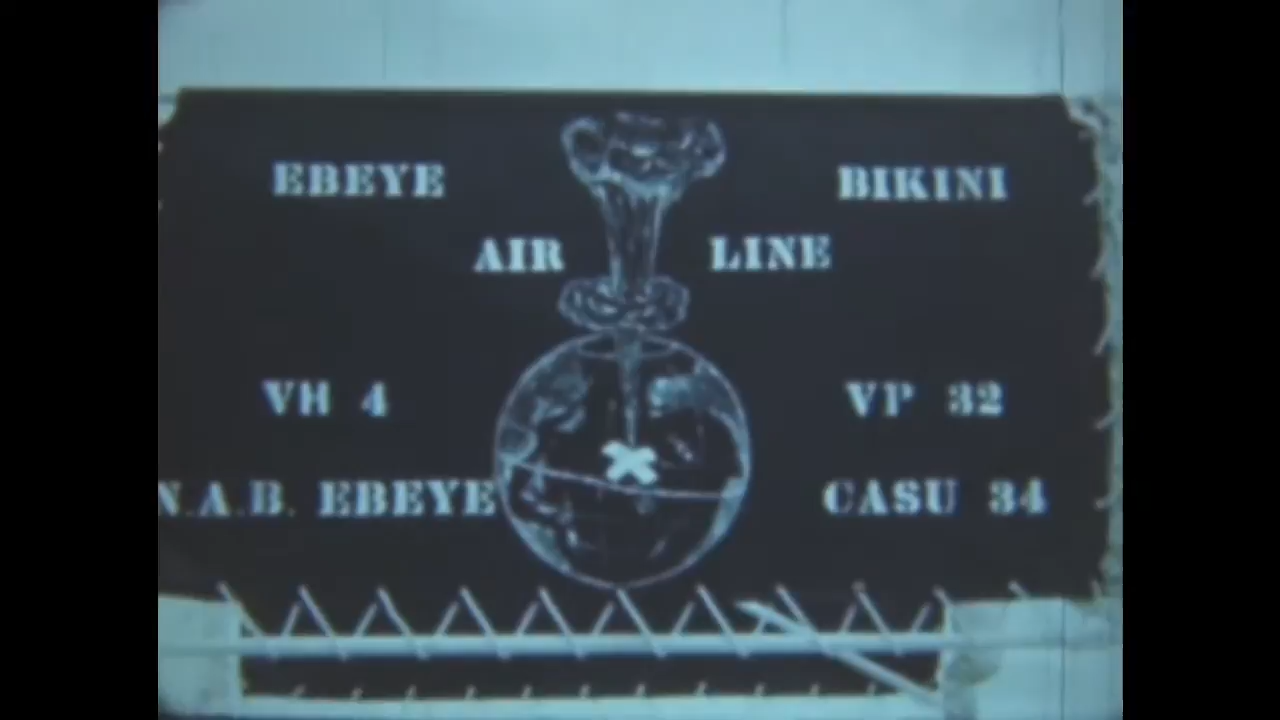 EBEYE BIKINI
AIR LINE
VH 4 VP 32
N.A.B. EBEYE CASU 34